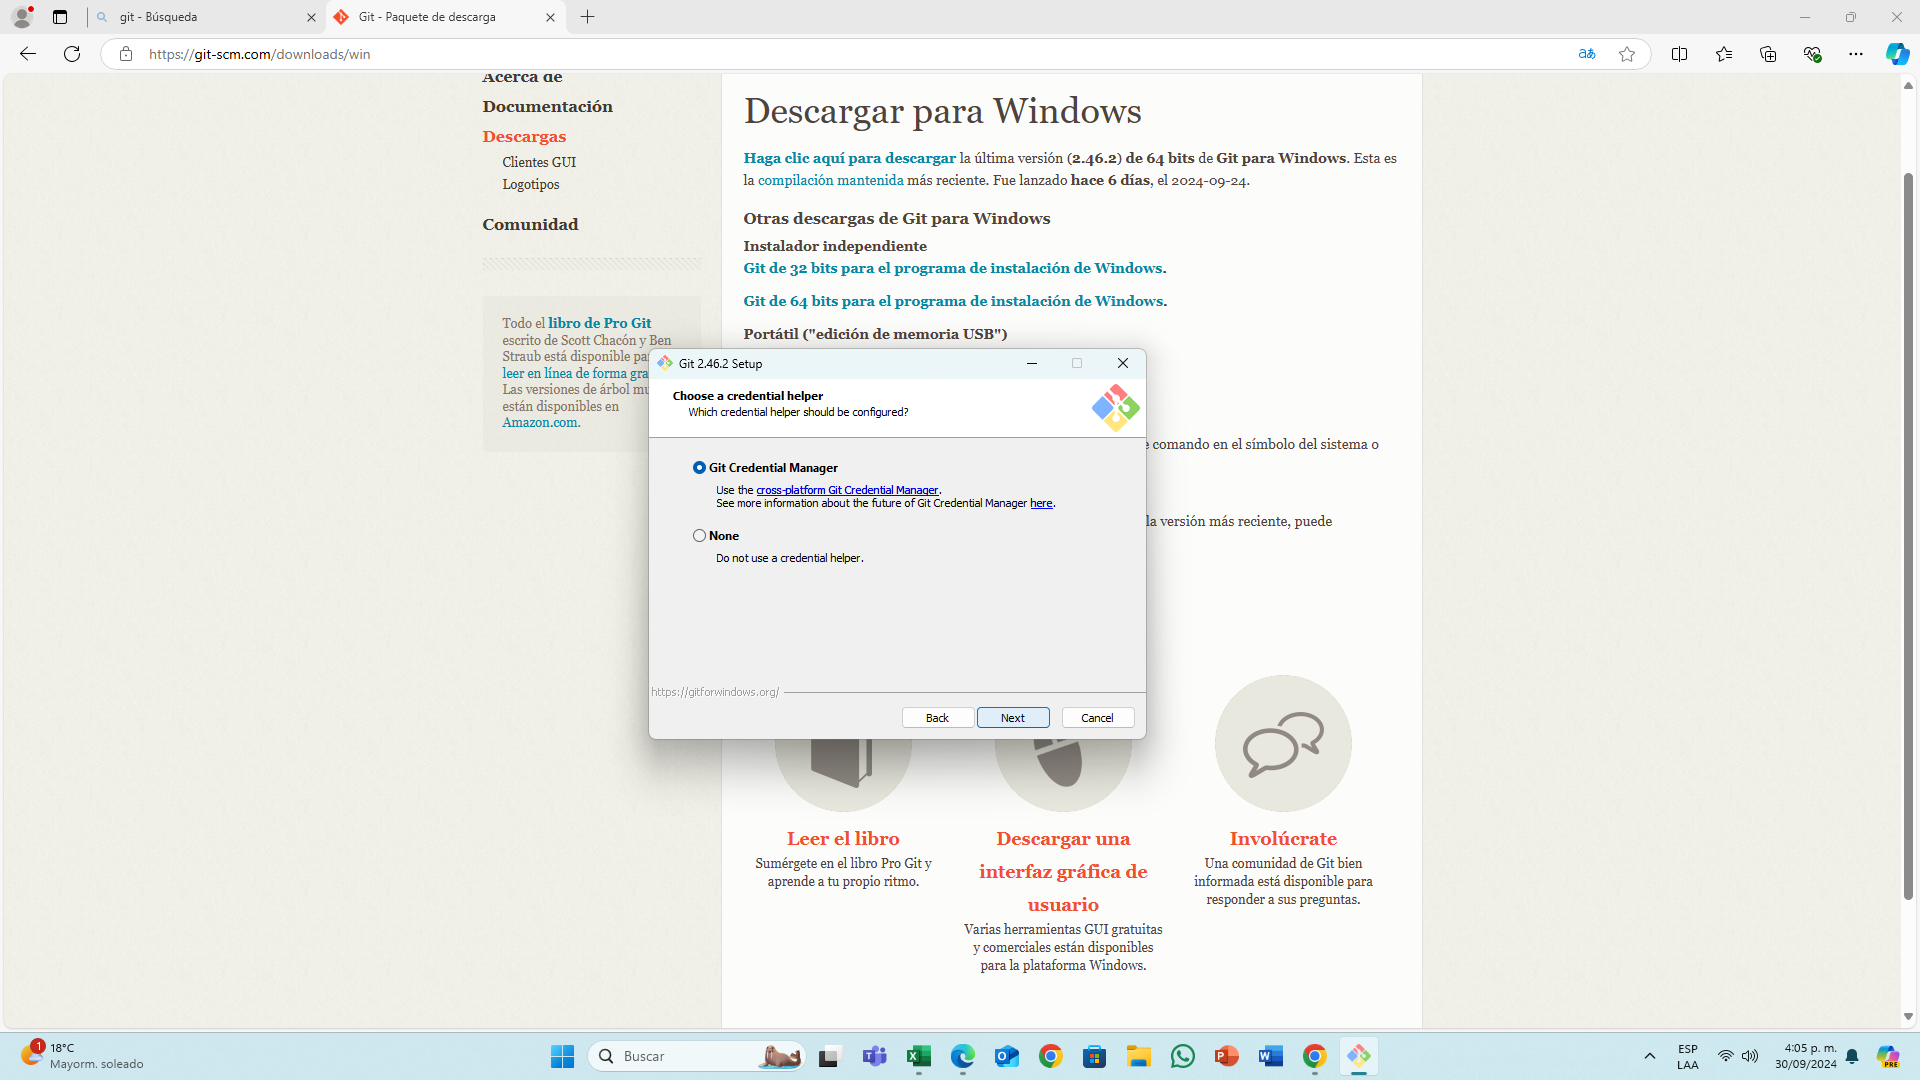 git - Búsqueda
Git - Paquete de descarga
https://git-scm.com/downloads/win
Acerca de
Documentación
Descargas
Clientes GUI
Logotipos
Comunidad
Todo el libro de Pro Git
escrito de Scott Chacón y Ben
Straub está disponible
leer en línea de forma
Las versiones de árbol
están disponibles en
Amazon.com.
Descargar para Windows
Haga clic aquí para descargar la última versión (2.46.2) de 64 bits de Git para Windows. Esta es
la compilación mantenida más reciente. Fue lanzado hace 6 días, el 2024-09-24.
Otras descargas de Git para Windows
Instalador independiente
Git de 32 bits para el programa de instalación de Windows.
Git de 64 bits para el programa de instalación de Windows.
Portátil ("edición de memoria USB")
comando en el símbolo del sistema o
la versión más reciente, puede
Git 2.46.2 Setup
Choose a credential helper
Which credential helper should be configured?
Git Credential Manager
Use the cross-platform Git Credential Manager.
See more information about the future of Git Credential Manager here.
None
Do not use a credential helper.
https://gitforwindows.org/
Back Next Cancel
Leer el libro
Sumérgete en el libro Pro Git y
aprende a tu propio ritmo.
Descargar una
interfaz gráfica de
usuario
Varias herramientas GUI gratuitas
y comerciales están disponibles
para la plataforma Windows.
Involúcrate
Una comunidad de Git bien
informada está disponible para
responder a sus preguntas.
1
18°C
Mayorm. soleado
Buscar
ESP
LAA
4:05 p. m.
30/09/2024
PRE